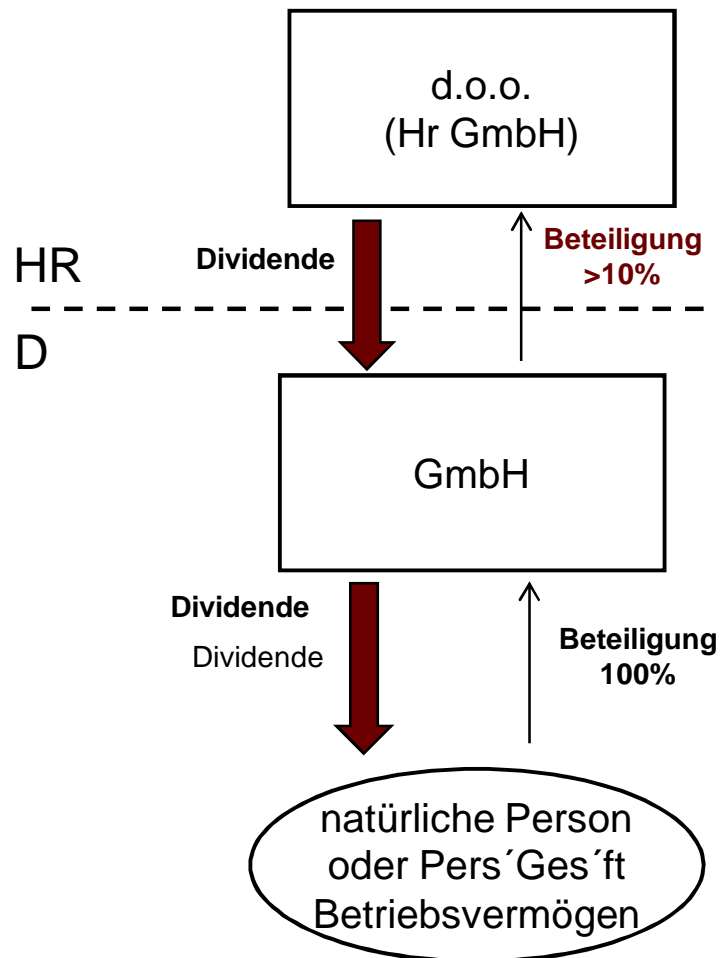 d.o.o.
(Hr GmbH)
HR
Dividende
Beteiligung
>10%
D
GmbH
Dividende
Dividende
Beteiligung
100%
natürliche Person
oder Pers´Ges´ft
Betriebsvermögen